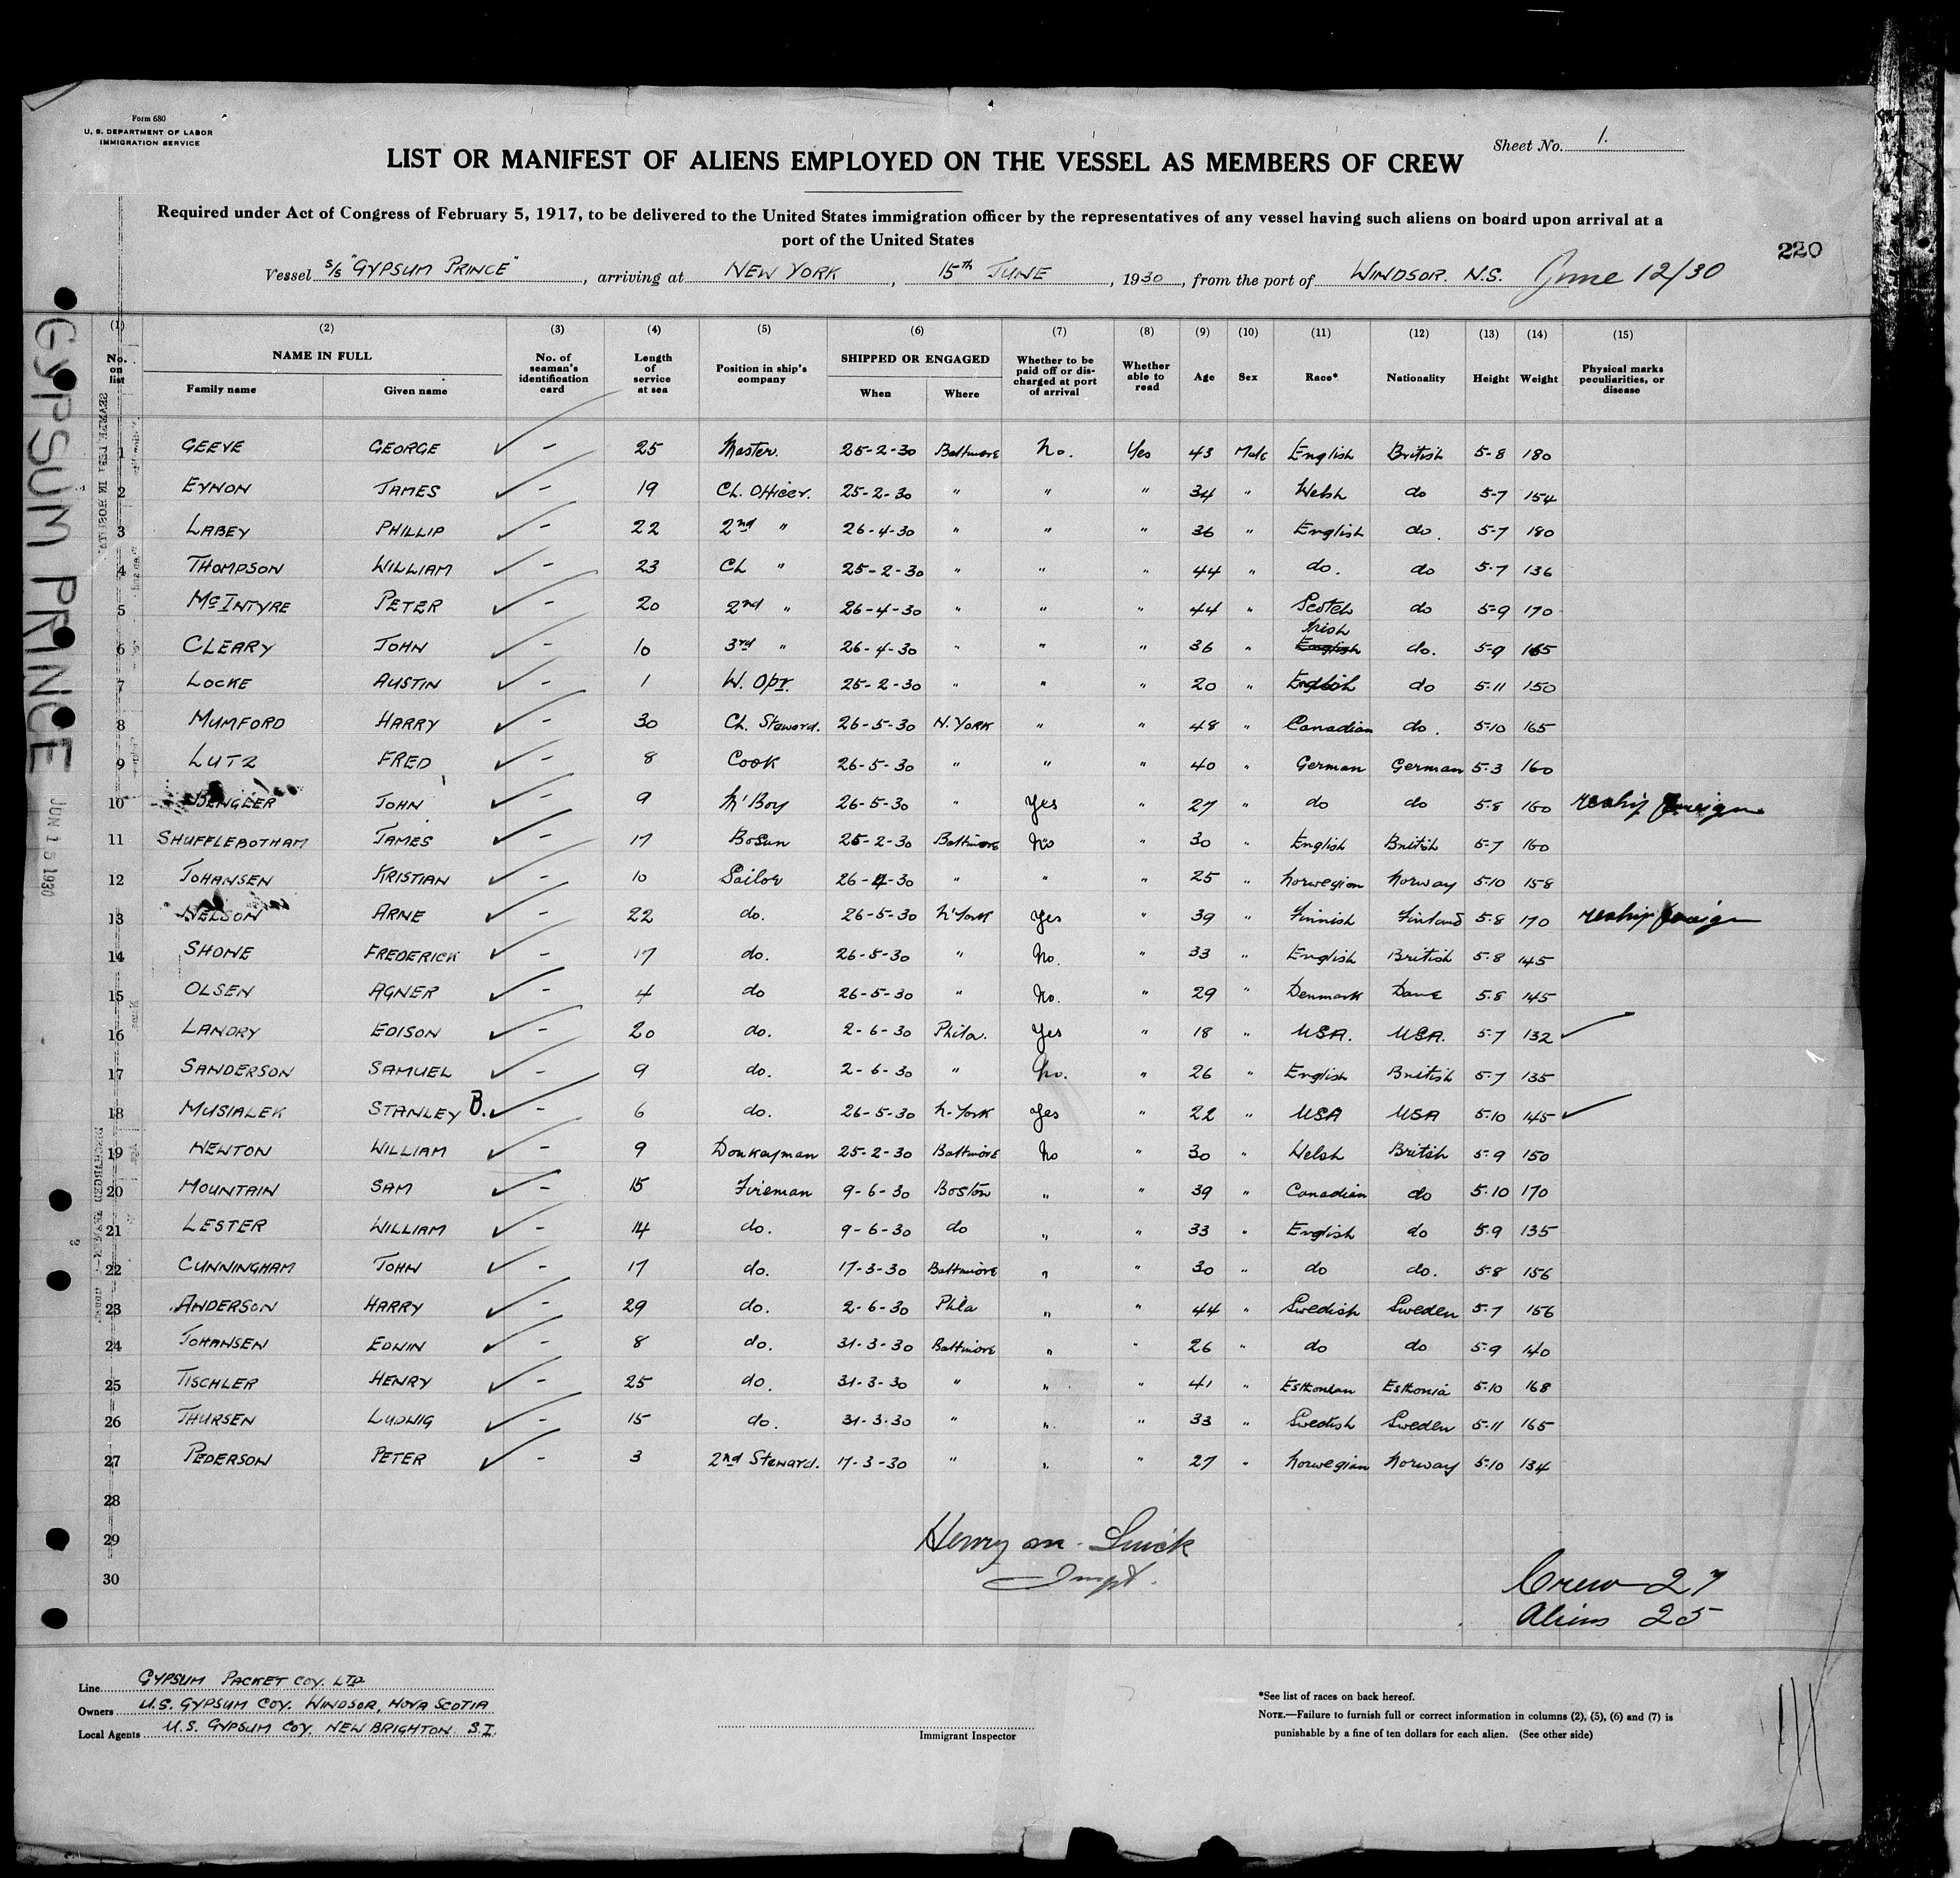 Form 680
U. S. DEPARTMENT OF LABOR
IMMIGRATION SERVICE
Sheet No. 1.
LIST OR MANIFEST OF ALIENS EMPLOYED ON THE VESSEL AS MEMBERS OF CREW
Required under Act of Congress of February 5, 1917, to be delivered to the United States immigration officer by the representatives of any vessel having such aliens on board upon arrival at a
port of the United States
220
Vessel S/S "GYPSUM PRINCE", arriving at NEW YORK, 15th JUNE, 1930, from the port of WINDSOR. N.S. June 12/30
GYPSUM PRINCE
JUN 15 1930
(1) (2) (3) (4) (5) (6) (7) (8) (9) (10) (11) (12) (13) (14) (15)
No. on list NAME IN FULL Family name Given name No. of seaman's identification card Length of service at sea Position in ship's company SHIPPED OR ENGAGED When Where Whether to be paid off or discharged at port of arrival Whether able to read Age Sex Race* Nationality Height Weight Physical marks peculiarities, or disease
1 GEEVE GEORGE - 25 Master. 25-2-30 Baltimore No. Yes 43 Male English British 5-8 180
2 EYNON JAMES - 19 Ch. Officer. 25-2-30 " " " 34 " Welsh do 5-7 154
3 LABEY PHILLIP - 22 2nd " 26-4-30 " " " 36 " English do. 5-7 180
4 THOMPSON WILLIAM - 23 Ch " 25-2-30 " " " 44 " do. do 5-7 136
5 McINTYRE PETER - 20 2nd " 26-4-30 " " " 44 " Scotch do 5-9 170
6 CLEARY JOHN - 10 3rd " 26-4-30 " " " 36 " Irish English do. 5-9 165
7 LOCKE AUSTIN - 1 W. Opr. 25-2-30 " " " 20 " English do 5-11 150
8 MUMFORD HARRY - 30 Ch. Steward. 26-5-30 N. YORK " " 48 " Canadian do. 5-10 165
9 LUTZ FRED - 8 Cook 26-5-30 " " " 40 " German German 5-3 160
10 BENGLER JOHN - 9 M'Boy 26-5-30 " Yes " 27 " do do 5-8 160 reship foreign
11 SHUFFLEBOTHAM JAMES - 17 Bosun 25-2-30 Baltimore No " 30 " English British 5-7 160
12 JOHANSEN KRISTIAN - 10 Sailor 26-4-30 " " " 25 " Norwegian Norway 5-10 158
13 NELSON ARNE - 22 do. 26-5-30 N'York Yes " 39 " Finnish Finland 5-8 170 reship foreign
14 SHONE FREDERICK - 17 do. 26-5-30 " No. " 33 " English British 5-8 145
15 OLSEN AGNER - 4 do 26-5-30 " No. " 29 " Denmark Dane 5-8 145
16 LANDRY EDISON - 20 do. 2-6-30 Phila. Yes " 18 " USA. USA. 5-7 132
17 SANDERSON SAMUEL - 9 do. 2-6-30 " No. " 26 " English British 5-7 135
18 MUSIALEK STANLEY B. - 6 do. 26-5-30 N-York Yes " 22 " USA USA 5-10 145
19 NEWTON WILLIAM - 9 Donkeyman 25-2-30 Baltimore No " 30 " Welsh British 5-9 150
20 MOUNTAIN SAM - 15 Fireman 9-6-30 Boston " " 39 " Canadian do 5-10 170
21 LESTER WILLIAM - 14 do. 9-6-30 do " " 33 " English do 5-9 135
22 CUNNINGHAM JOHN - 17 do. 17-3-30 Baltimore " " 30 " do do. 5-8 156
23 ANDERSON HARRY - 29 do. 2-6-30 Phila " " 44 " Swedish Sweden 5-7 156
24 JOHANSEN EDWIN - 8 do. 31-3-30 Baltimore " " 26 " do do 5-9 140
25 TISCHLER HENRY - 25 do. 31-3-30 " " " 41 " Esthonian Esthonia 5-10 168
26 THURSEN LUDWIG - 15 do. 31-3-30 " " " 33 " Swedish Sweden 5-11 165
27 PEDERSON PETER - 3 2nd Steward. 17-3-30 " " " 27 " Norwegian Norway 5-10 134
28
29
30
Henry M.
Inspt.
Crew 27
Aliens 25
Line GYPSUM PACKET COY. LTD
Owners U.S. GYPSUM COY. WINDSOR, NOVA SCOTIA
Local Agents U.S. GYPSUM COY. NEW BRIGHTON S.I.
Immigrant Inspector
*See list of races on back hereof.
NOTE.—Failure to furnish full or correct information in columns (2), (5), (6) and (7) is
punishable by a fine of ten dollars for each alien. (See other side)